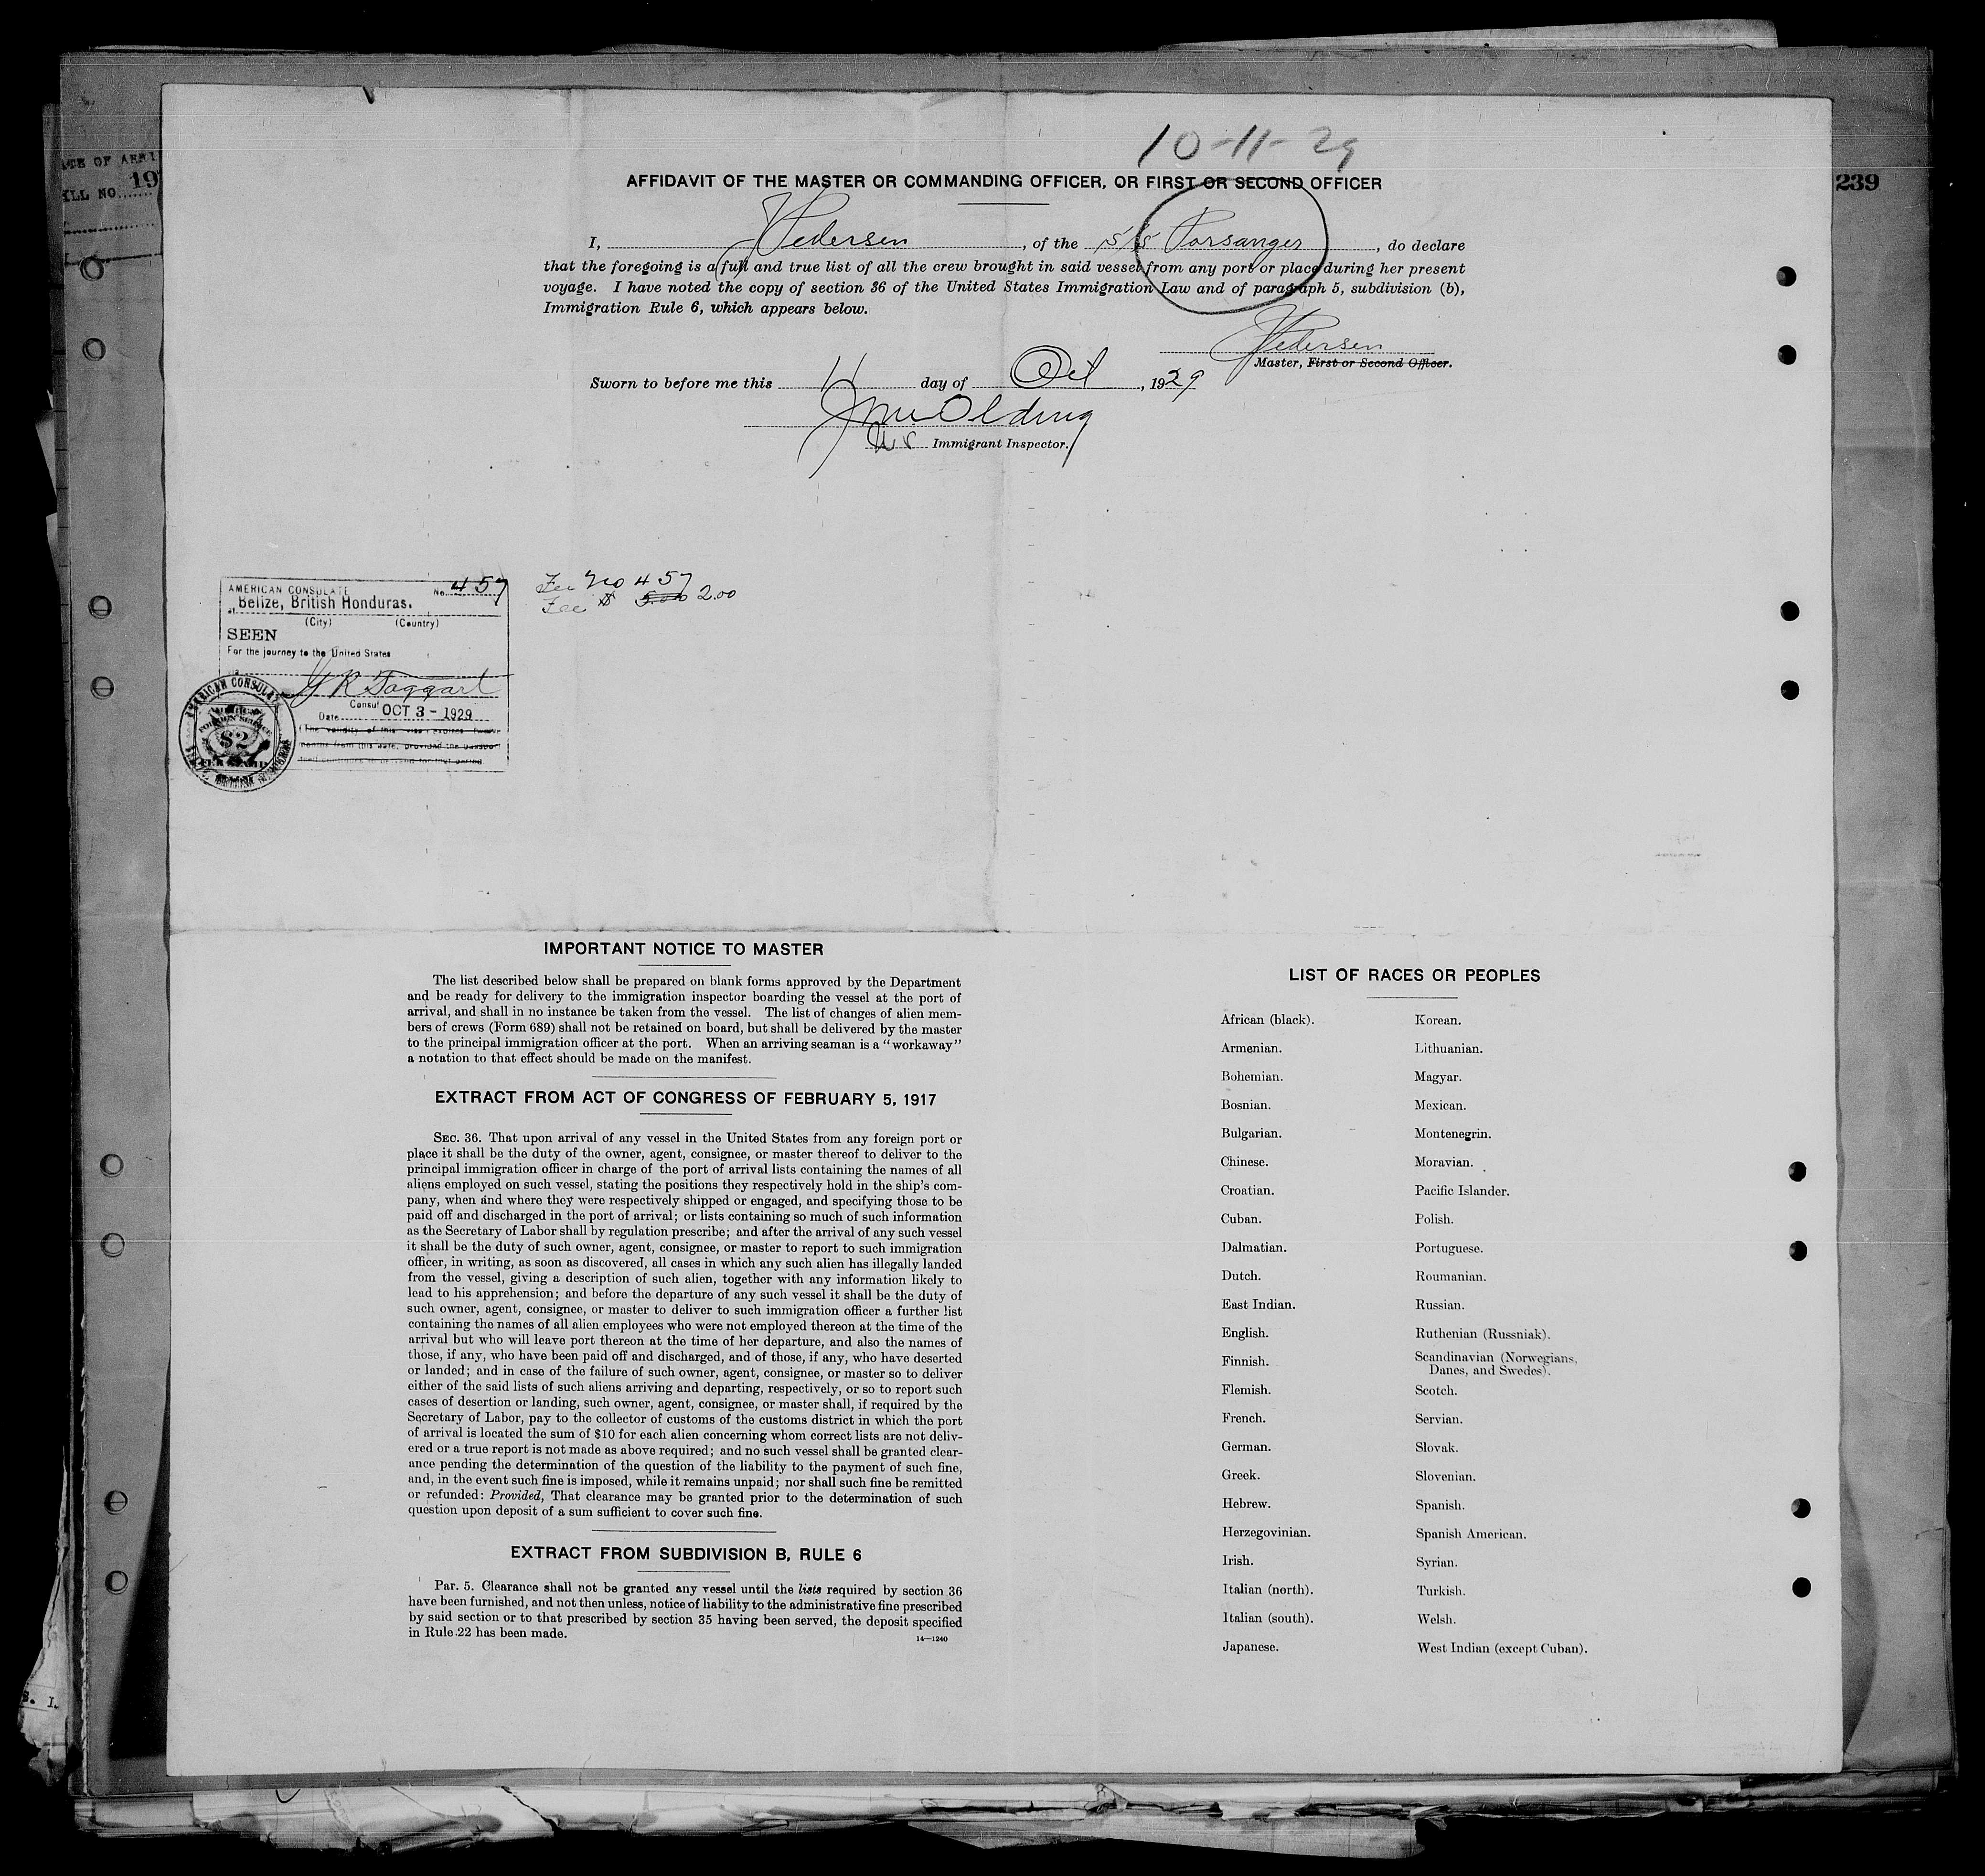 10-11-29
239
AFFIDAVIT OF THE MASTER OR COMMANDING OFFICER, OR FIRST OR SECOND OFFICER
I, Pedersen, of the S/S Porsanger, do declare
that the foregoing is a full and true list of all the crew brought in said vessel from any port or place during her present
voyage. I have noted the copy of section 36 of the United States Immigration Law and of paragraph 5, subdivision (b),
Immigration Rule 6, which appears below.
Pedersen
Master, First or Second Officer.
Sworn to before me this 11 day of Oct, 1929
Olding
Immigrant Inspector.
AMERICAN CONSULATE No. 457
at Belize, British Honduras.
(City) (Country)
SEEN
For the journey to the United States
G R Taggart
Consul
Date OCT 3 - 1929
(The validity of this visa expires twelve
months from this date, provided the passport
AMERICAN CONSULATE
$2
Fee No 457
Fee $ 5.00 2.00
IMPORTANT NOTICE TO MASTER
The list described below shall be prepared on blank forms approved by the Department
and be ready for delivery to the immigration inspector boarding the vessel at the port of
arrival, and shall in no instance be taken from the vessel. The list of changes of alien mem-
bers of crews (Form 689) shall not be retained on board, but shall be delivered by the master
to the principal immigration officer at the port. When an arriving seaman is a "workaway"
a notation to that effect should be made on the manifest.
EXTRACT FROM ACT OF CONGRESS OF FEBRUARY 5, 1917
SEC. 36. That upon arrival of any vessel in the United States from any foreign port or
place it shall be the duty of the owner, agent, consignee, or master thereof to deliver to the
principal immigration officer in charge of the port of arrival lists containing the names of all
aliens employed on such vessel, stating the positions they respectively hold in the ship's com-
pany, when and where they were respectively shipped or engaged, and specifying those to be
paid off and discharged in the port of arrival; or lists containing so much of such information
as the Secretary of Labor shall by regulation prescribe; and after the arrival of any such vessel
it shall be the duty of such owner, agent, consignee, or master to report to such immigration
officer, in writing, as soon as discovered, all cases in which any such alien has illegally landed
from the vessel, giving a description of such alien, together with any information likely to
lead to his apprehension; and before the departure of any such vessel it shall be the duty of
such owner, agent, consignee, or master to deliver to such immigration officer a further list
containing the names of all alien employees who were not employed thereon at the time of the
arrival but who will leave port thereon at the time of her departure, and also the names of
those, if any, who have been paid off and discharged, and of those, if any, who have deserted
or landed; and in case of the failure of such owner, agent, consignee, or master so to deliver
either of the said lists of such aliens arriving and departing, respectively, or so to report such
cases of desertion or landing, such owner, agent, consignee, or master shall, if required by the
Secretary of Labor, pay to the collector of customs of the customs district in which the port
of arrival is located the sum of $10 for each alien concerning whom correct lists are not deliv-
ered or a true report is not made as above required; and no such vessel shall be granted clear-
ance pending the determination of the question of the liability to the payment of such fine,
and, in the event such fine is imposed, while it remains unpaid; nor shall such fine be remitted
or refunded: Provided, That clearance may be granted prior to the determination of such
question upon deposit of a sum sufficient to cover such fine.
EXTRACT FROM SUBDIVISION B, RULE 6
Par. 5. Clearance shall not be granted any vessel until the lists required by section 36
have been furnished, and not then unless, notice of liability to the administrative fine prescribed
by said section or to that prescribed by section 35 having been served, the deposit specified
in Rule 22 has been made.
14—1240
LIST OF RACES OR PEOPLES
African (black). Korean.
Armenian. Lithuanian.
Bohemian. Magyar.
Bosnian. Mexican.
Bulgarian. Montenegrin.
Chinese. Moravian.
Croatian. Pacific Islander.
Cuban. Polish.
Dalmatian. Portuguese.
Dutch. Roumanian.
East Indian. Russian.
English. Ruthenian (Russniak).
Finnish. Scandinavian (Norwegians,
Danes, and Swedes).
Flemish. Scotch.
French. Servian.
German. Slovak.
Greek. Slovenian.
Hebrew. Spanish.
Herzegovinian. Spanish American.
Irish. Syrian.
Italian (north). Turkish.
Italian (south). Welsh.
Japanese. West Indian (except Cuban).